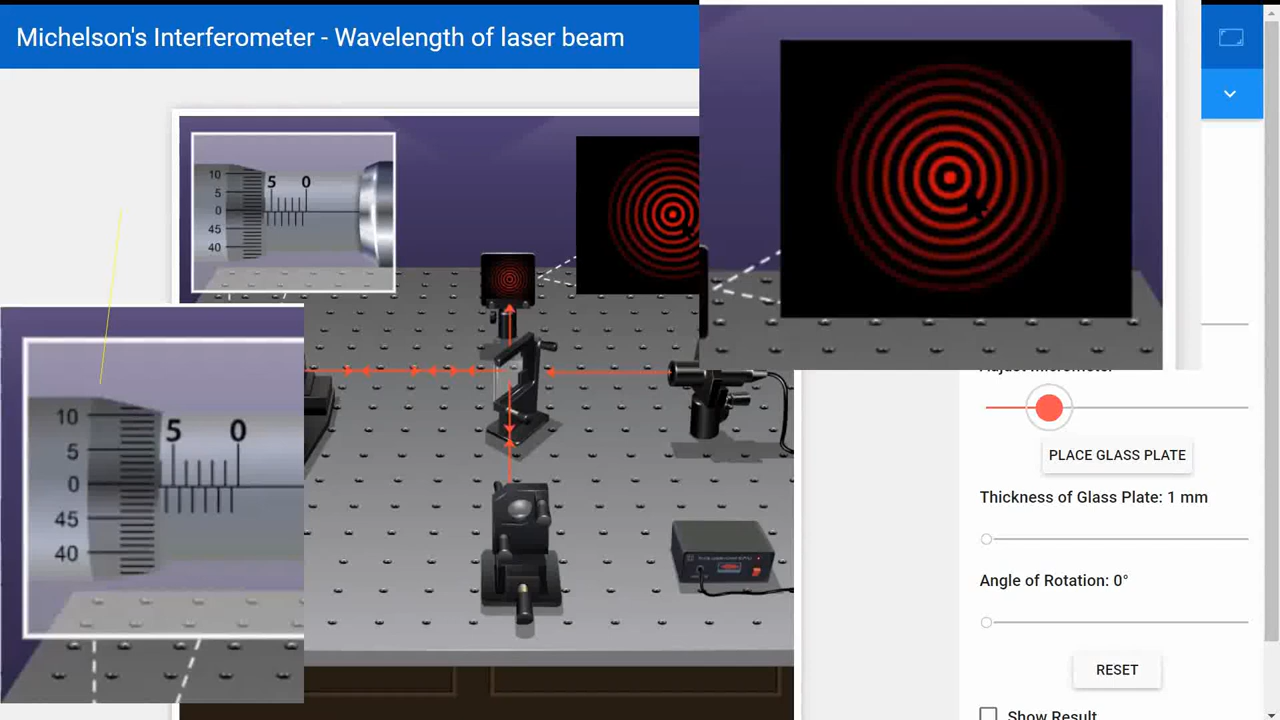 Michelson's Interferometer - Wavelength of laser beam
10
5
0
45
40
5 0
10
5
0
45
40
5 0
PLACE GLASS PLATE
Thickness of Glass Plate: 1 mm
Angle of Rotation: 0°
RESET
Show Result